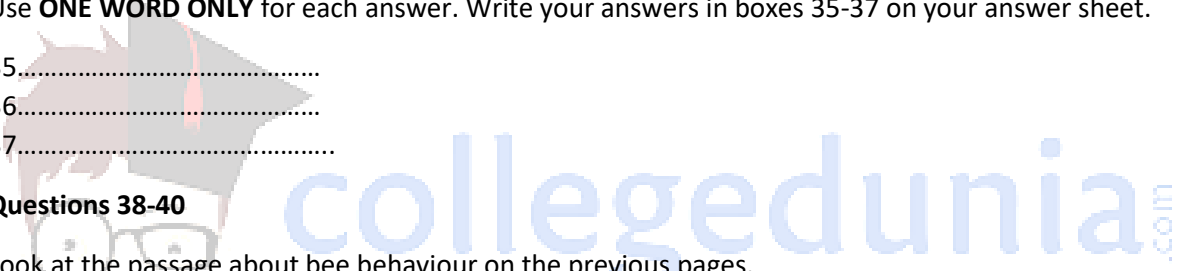 Use ONE WORD ONLY for each answer. Write your answers in boxes 35-37 on your answer sheet.
5……………………………………….
6……………………………………….
7………………………………………..
Questions 38-40
collegedunia
.com
Look at the passage about bee behaviour on the previous pages.